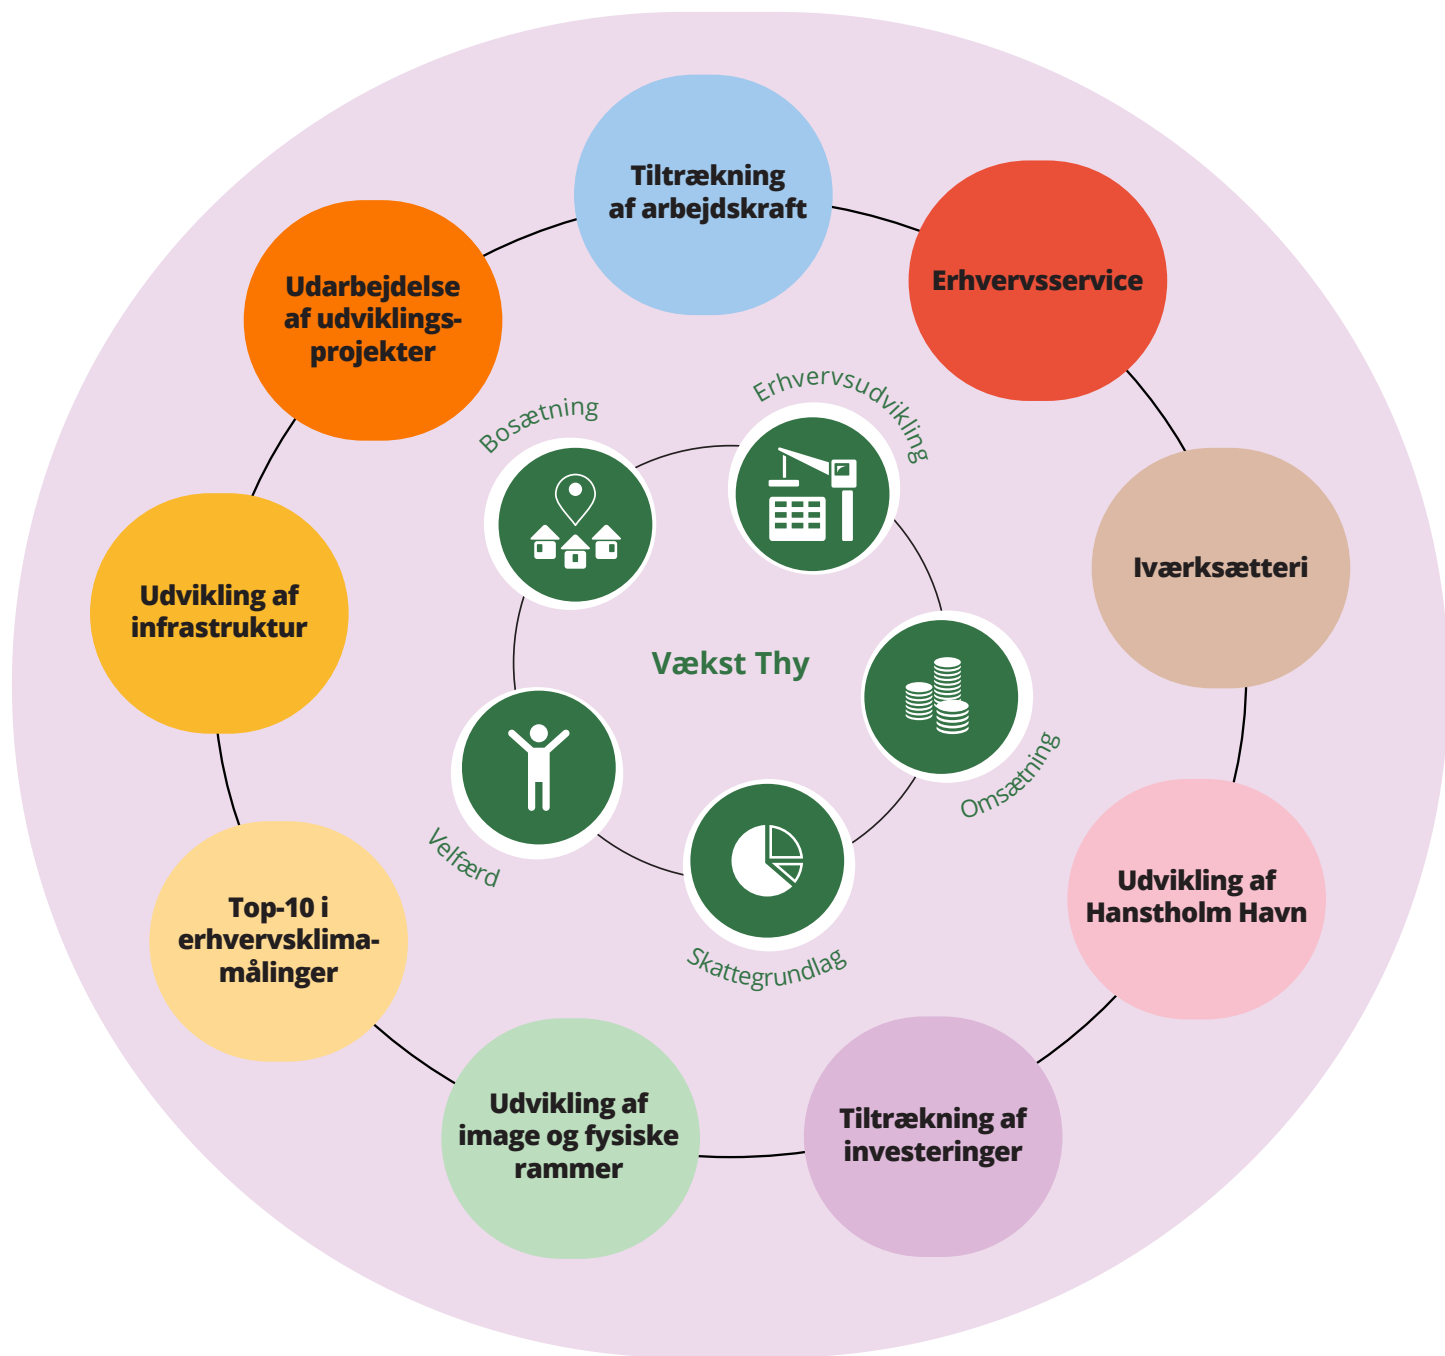 Tiltrækning
af arbejdskraft
Erhvervsservice
Udarbejdelse
af udviklings-
projekter
Iværksætteri
Udvikling af
infrastruktur
Udvikling af
Hanstholm Havn
Top-10 i
erhvervsklima-
målinger
Tiltrækning af
investeringer
Udvikling af
image og fysiske
rammer
Bosætning
Erhvervsudvikling
Vækst Thy
Omsætning
Velfærd
Skattegrundlag